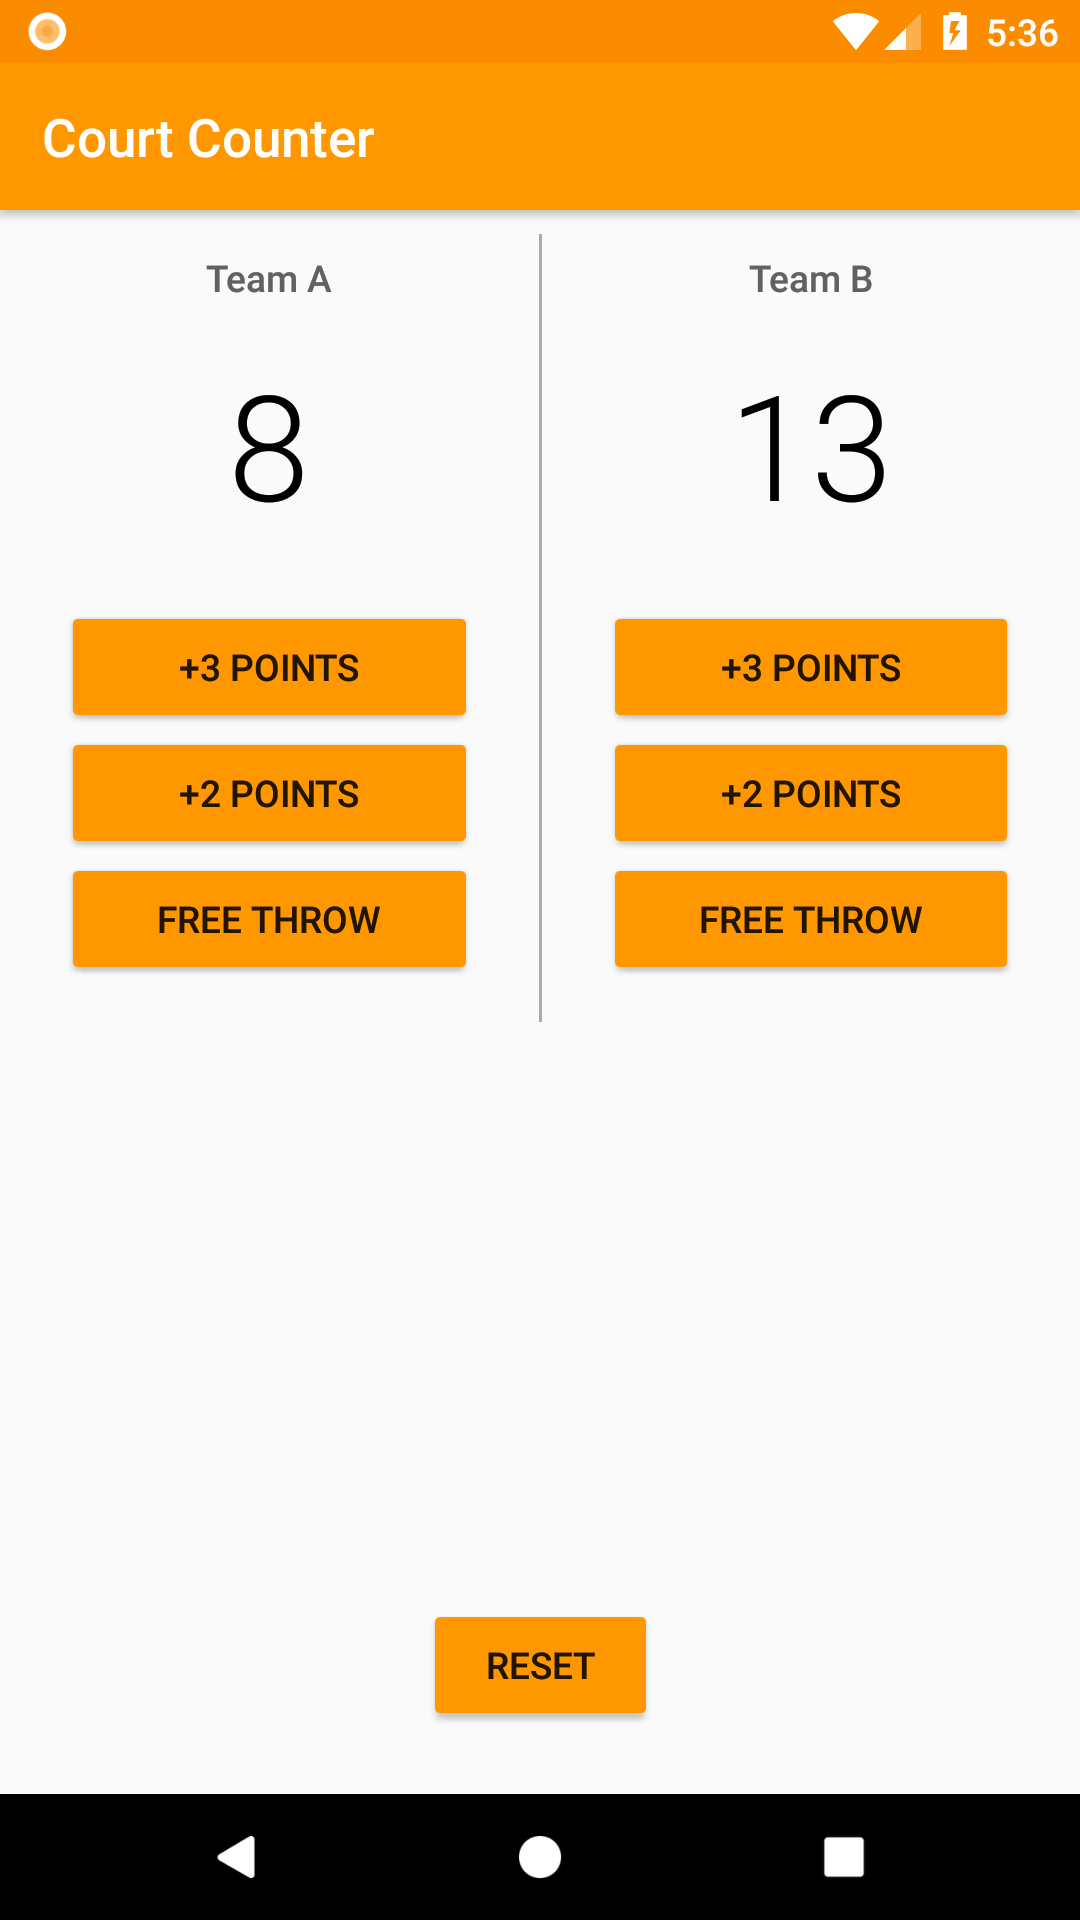 5:36
Court Counter
Team A
8
+3 POINTS
+2 POINTS
FREE THROW
Team B
13
+3 POINTS
+2 POINTS
FREE THROW
RESET